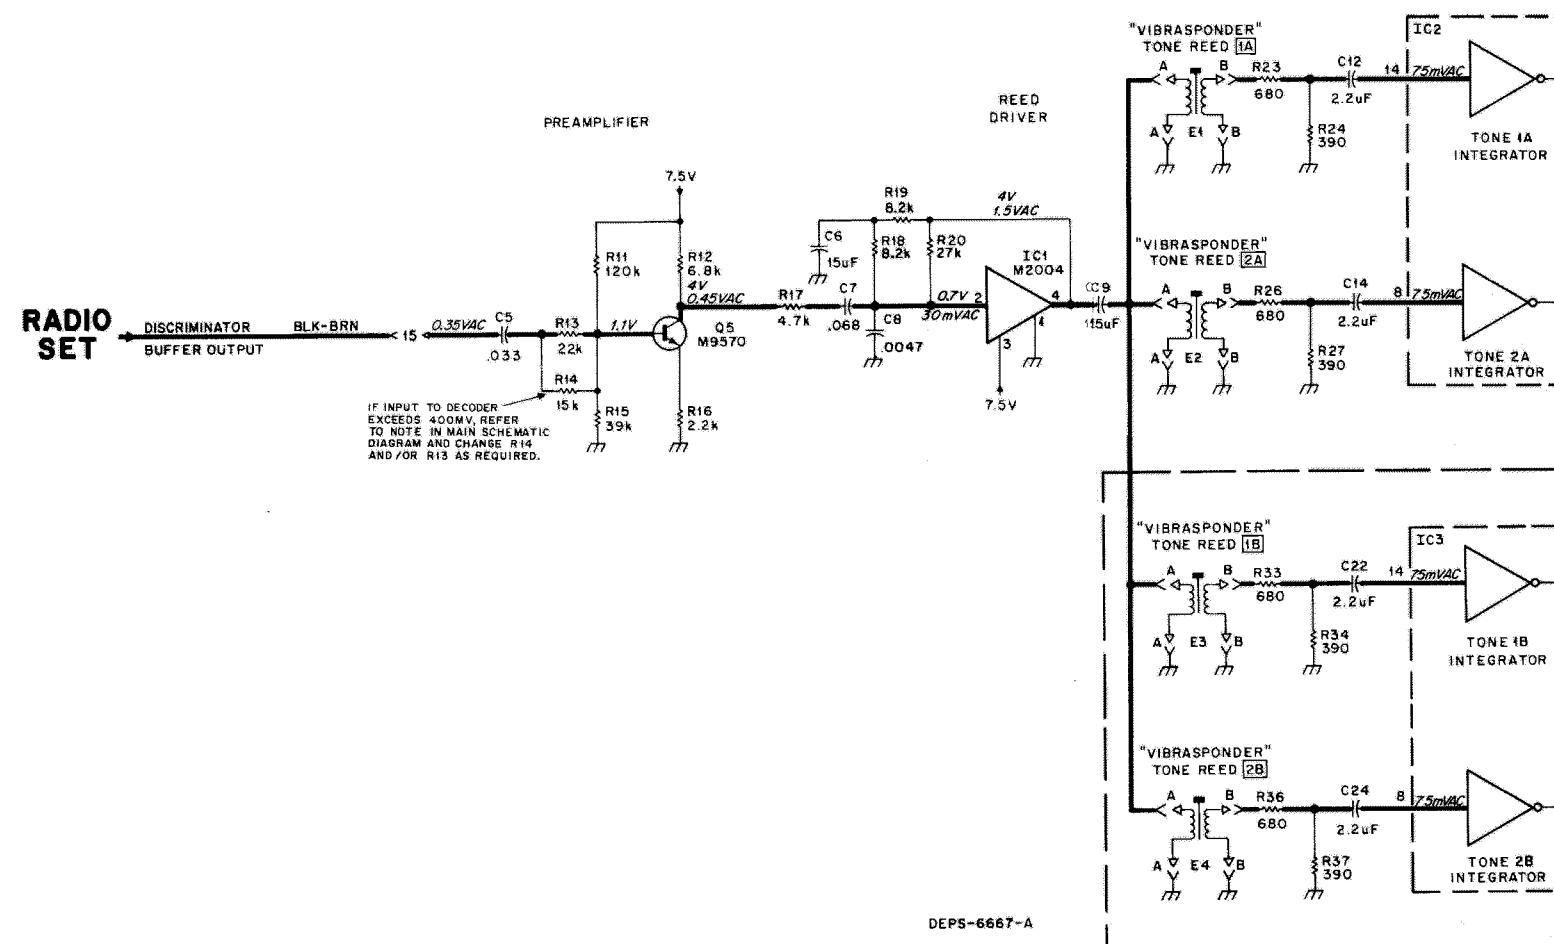 RADIO
SET
DISCRIMINATOR
BUFFER OUTPUT
BLK-BRN
15
0.35VAC
C5
.033
R13
22k
R14
15k
IF INPUT TO DECODER
EXCEEDS 400MV, REFER
TO NOTE IN MAIN SCHEMATIC
DIAGRAM AND CHANGE R14
AND/OR R13 AS REQUIRED.
PREAMPLIFIER
7.5V
R11
120k
R12
6.8k
4V
0.45VAC
1.1V
Q5
M9570
R15
39k
R16
2.2k
R17
4.7k
C6
15uF
C7
.068
C8
.0047
R18
8.2k
R19
8.2k
R20
27k
REED
DRIVER
4V
1.5VAC
IC1
M2004
0.7V
30mVAC
2
4
3
1
7.5V
C9
15uF
"VIBRASPONDER"
TONE REED 1A
A
B
R23
680
C12
2.2uF
14
75mVAC
IC2
A
E1
B
R24
390
TONE 1A
INTEGRATOR
"VIBRASPONDER"
TONE REED 2A
A
B
R26
680
C14
2.2uF
8
75mVAC
A
E2
B
R27
390
TONE 2A
INTEGRATOR
"VIBRASPONDER"
TONE REED 1B
A
B
R33
680
C22
2.2uF
14
75mVAC
IC3
A
E3
B
R34
390
TONE 1B
INTEGRATOR
"VIBRASPONDER"
TONE REED 2B
A
B
R36
680
C24
2.2uF
8
75mVAC
A
E4
B
R37
390
TONE 2B
INTEGRATOR
DEPS-6667-A